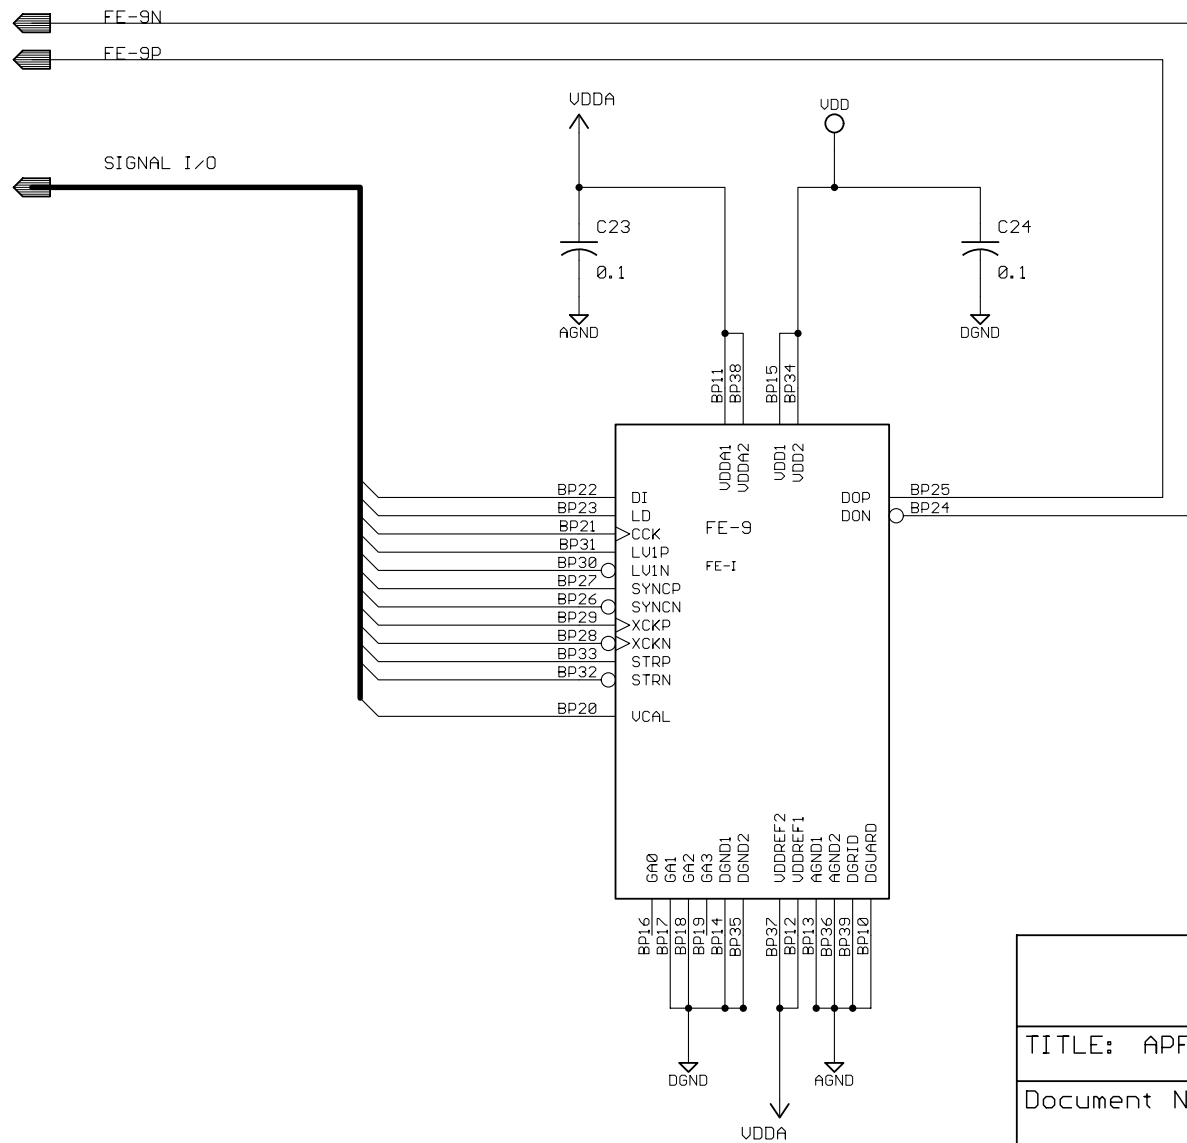 FE-9N
FE-9P
SIGNAL I/O
VDDA
VDD
C23
0.1
AGND
C24
0.1
DGND
BP11
BP38
BP15
BP34
VDDA1
VDDA2
VDD1
VDD2
BP22 DI
BP23 LD
BP21 CCK
BP31 LV1P
BP30 LV1N
BP27 SYNCP
BP26 SYNCN
BP29 XCKP
BP28 XCKN
BP33 STRP
BP32 STRN
BP20 VCAL
FE-9
FE-I
DOP BP25
DON BP24
GA0
GA1
GA2
GA3
DGND1
DGND2
VDDREF2
VDDREF1
AGND1
AGND2
DGRID
DGUARD
BP16
BP17
BP18
BP19
BP14
BP35
BP37
BP12
BP13
BP36
BP39
BP10
DGND
AGND
VDDA
TITLE:
Document